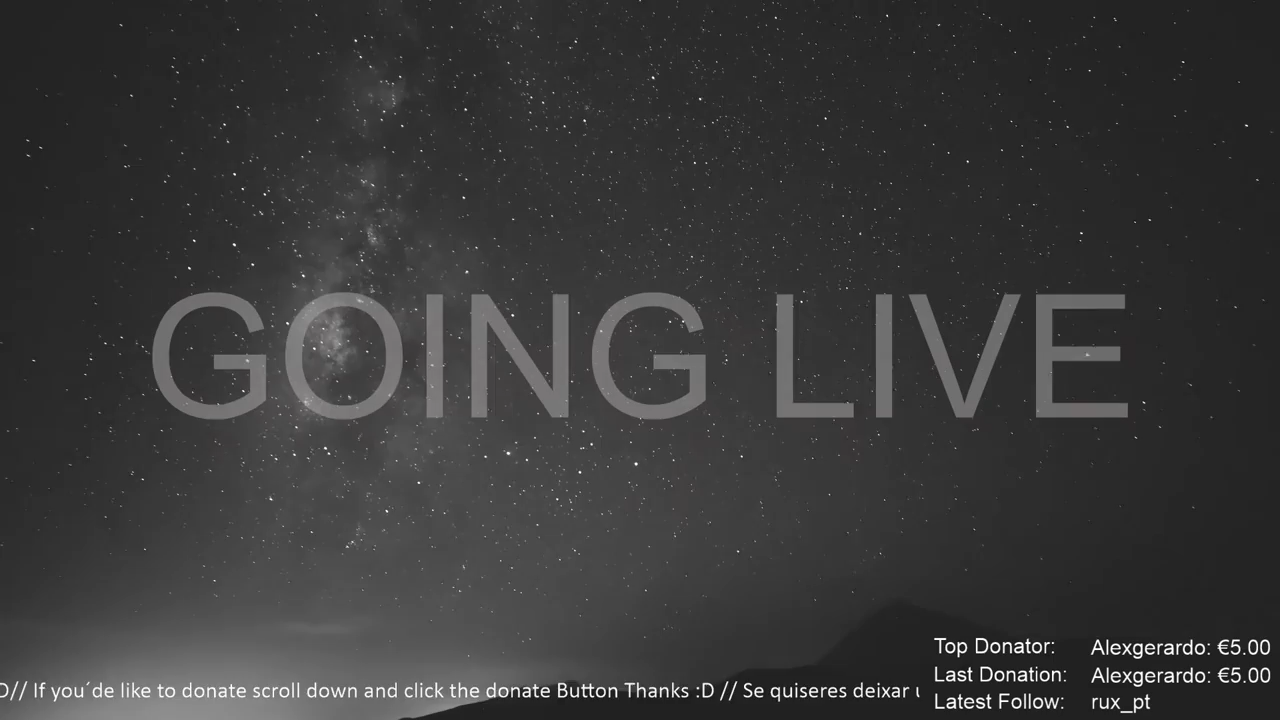 GOING LIVE
Top Donator: Alexgerardo: €5.00
Last Donation: Alexgerardo: €5.00
D// If you´de like to donate scroll down and click the donate Button Thanks :D // Se quiseres deixar
Latest Follow: rux_pt